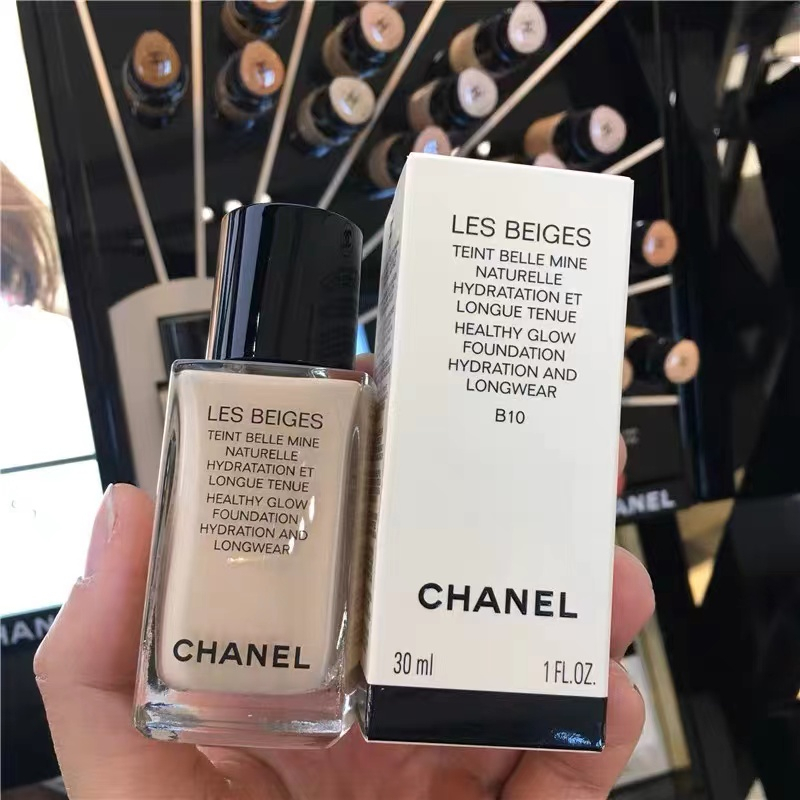 LES BEIGES
TEINT BELLE MINE
NATURELLE
HYDRATATION ET
LONGUE TENUE
HEALTHY GLOW
FOUNDATION
HYDRATION AND
LONGWEAR
CHANEL
LES BEIGES
TEINT BELLE MINE
NATURELLE
HYDRATATION ET
LONGUE TENUE
HEALTHY GLOW
FOUNDATION
HYDRATION AND
LONGWEAR
B10
CHANEL
30 ml
1 FL.OZ.
ANEL
HAN